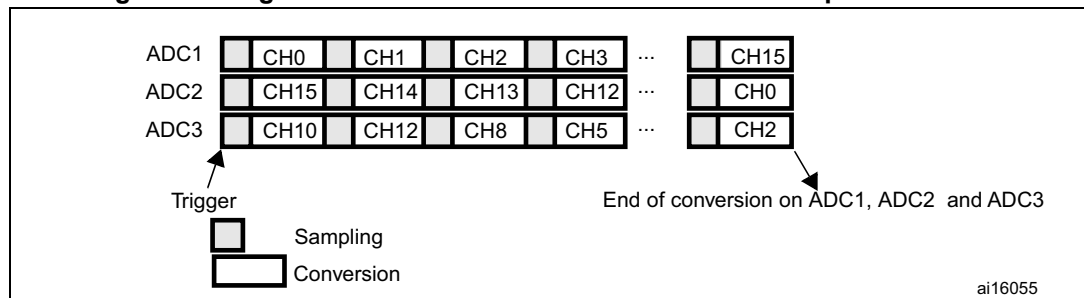 ADC1 CH0 CH1 CH2 CH3 ... CH15
ADC2 CH15 CH14 CH13 CH12 ... CH0
ADC3 CH10 CH12 CH8 CH5 ... CH2
Trigger
End of conversion on ADC1, ADC2 and ADC3
Sampling
Conversion
ai16055